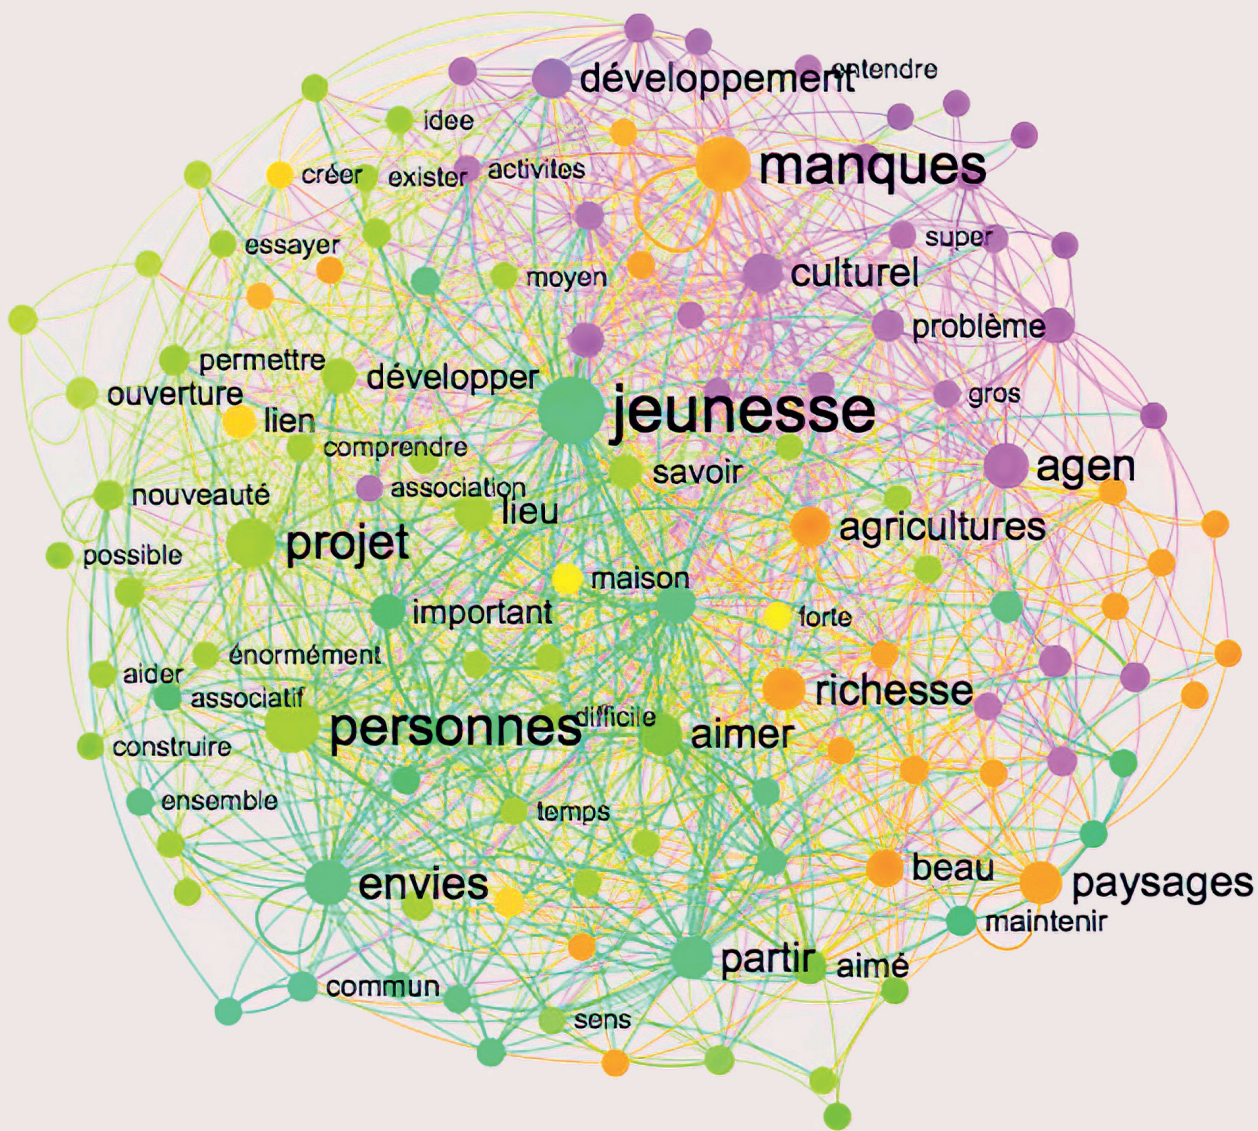 entendre
développement
idee
manques
activites
créer
exister
super
essayer
culturel
moyen
problème
permettre
développer
ouverture
gros
jeunesse
lien
comprendre
agen
savoir
association
nouveauté
lieu
agricultures
projet
possible
maison
important
forte
énormément
aider
richesse
associatif
difficile
personnes
aimer
construire
ensemble
temps
beau
envies
paysages
maintenir
partir
aimé
commun
sens